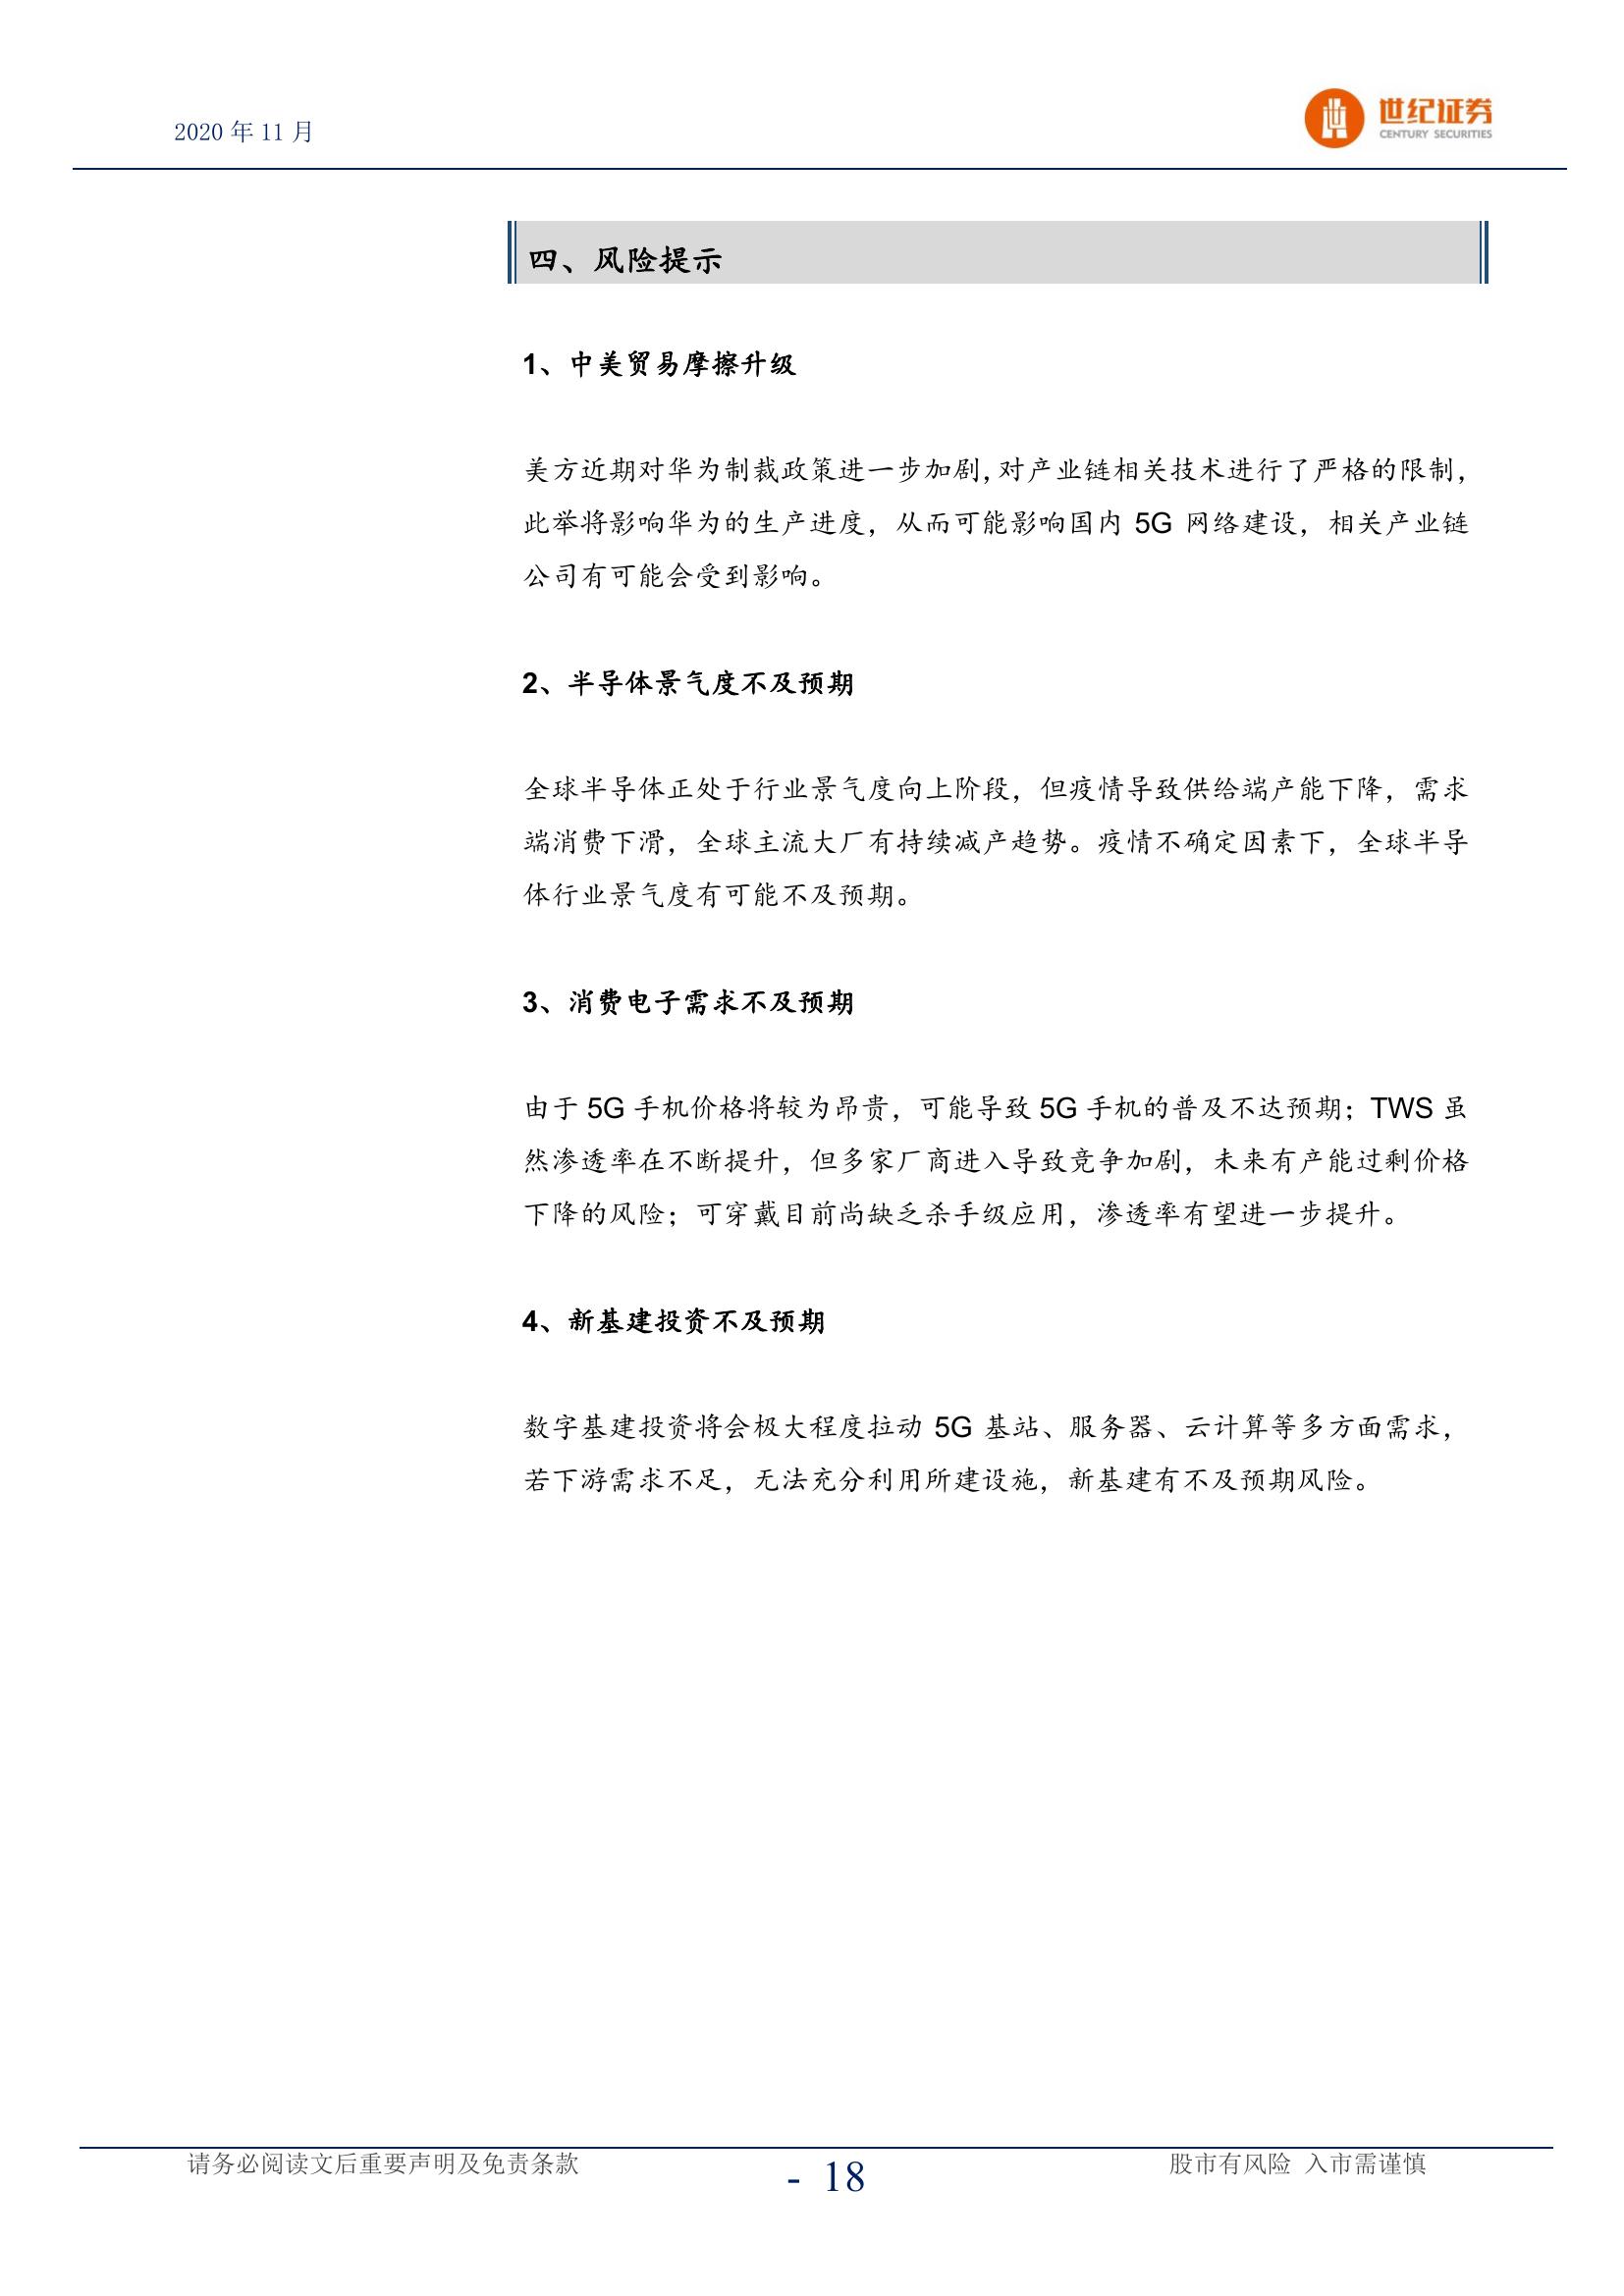 2020 年 11 月
世纪证券
CENTURY SECURITIES
四、风险提示
1、中美贸易摩擦升级
美方近期对华为制裁政策进一步加剧，对产业链相关技术进行了严格的限制，
此举将影响华为的生产进度，从而可能影响国内 5G 网络建设，相关产业链
公司有可能会受到影响。
2、半导体景气度不及预期
全球半导体正处于行业景气度向上阶段，但疫情导致供给端产能下降，需求
端消费下滑，全球主流大厂有持续减产趋势。疫情不确定因素下，全球半导
体行业景气度有可能不及预期。
3、消费电子需求不及预期
由于 5G 手机价格将较为昂贵，可能导致 5G 手机的普及不达预期；TWS 虽
然渗透率在不断提升，但多家厂商进入导致竞争加剧，未来有产能过剩价格
下降的风险；可穿戴目前尚缺乏杀手级应用，渗透率有望进一步提升。
4、新基建投资不及预期
数字基建投资将会极大程度拉动 5G 基站、服务器、云计算等多方面需求，
若下游需求不足，无法充分利用所建设施，新基建有不及预期风险。
请务必阅读文后重要声明及免责条款
- 18
股市有风险 入市需谨慎